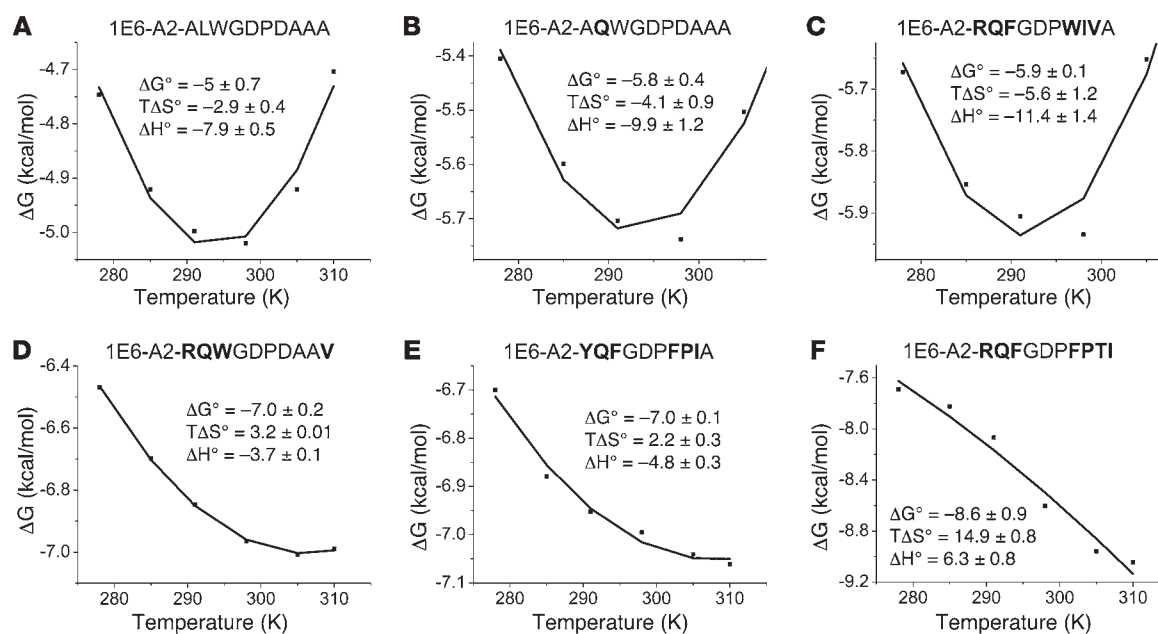 A 1E6-A2-ALWGDPDAAA
ΔG° = –5 ± 0.7
TΔS° = –2.9 ± 0.4
ΔH° = –7.9 ± 0.5
ΔG (kcal/mol)
-4.7
-4.8
-4.9
-5.0
280 290 300 310
Temperature (K)
B 1E6-A2-AQWGDPDAAA
ΔG° = –5.8 ± 0.4
TΔS° = –4.1 ± 0.9
ΔH° = –9.9 ± 1.2
ΔG (kcal/mol)
-5.4
-5.5
-5.6
-5.7
280 290 300
Temperature (K)
C 1E6-A2-RQFGDPWIVA
ΔG° = –5.9 ± 0.1
TΔS° = –5.6 ± 1.2
ΔH° = –11.4 ± 1.4
ΔG (kcal/mol)
-5.7
-5.8
-5.9
280 290 300
Temperature (K)
D 1E6-A2-RQWGDPDAAV
ΔG° = –7.0 ± 0.2
TΔS° = 3.2 ± 0.01
ΔH° = –3.7 ± 0.1
ΔG (kcal/mol)
-6.4
-6.6
-6.8
-7.0
280 290 300 310
Temperature (K)
E 1E6-A2-YQFGDPFPIA
ΔG° = –7.0 ± 0.1
TΔS° = 2.2 ± 0.3
ΔH° = –4.8 ± 0.3
ΔG (kcal/mol)
-6.7
-6.8
-6.9
-7.0
-7.1
280 290 300 310
Temperature (K)
F 1E6-A2-RQFGDPFPTI
ΔG° = –8.6 ± 0.9
TΔS° = 14.9 ± 0.8
ΔH° = 6.3 ± 0.8
ΔG (kcal/mol)
-7.6
-8.0
-8.4
-8.8
-9.2
280 290 300 310
Temperature (K)